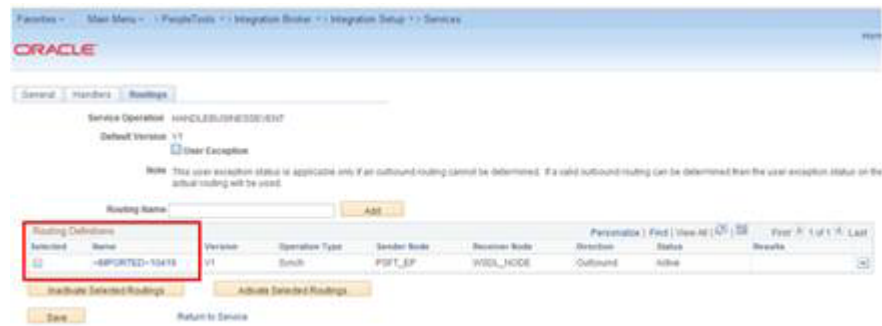 Favorites Main Menu > PeopleTools > Integration Broker > Integration Setup > Services
ORACLE
General Handlers Routings
Service Operation HANDLEBUSINESSEVENT
Default Version V1
User Exception
Note This user exception status is applicable only if an outbound routing cannot be determined. If a valid outbound routing can be determined than the user exception status on the
actual routing will be used.
Routing Name Add
Routing Definitions Personalize | Find | View All | First 1 of 1 Last
Selected Name Version Operation Type Sender Node Receiver Node Direction Status Results
~IMPORTED~10418 V1 Synch PSFT_EP WSDL_NODE Outbound Active
Inactivate Selected Routings Activate Selected Routings
Save Return to Service